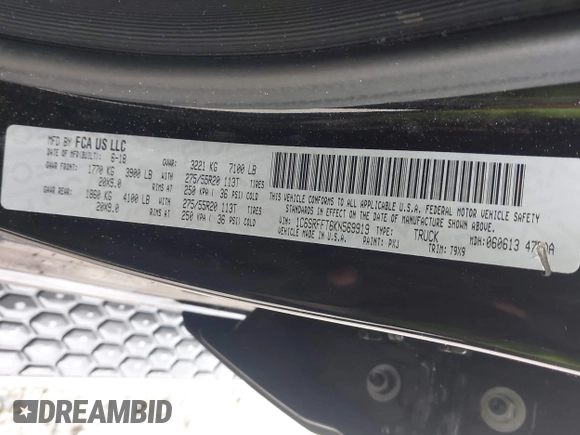 MFD BY FCA US LLC
DATE OF MFR(BUILT): 6-18 GVWR: 3221 KG 7100 LB
GAWR FRONT: 1770 KG 3900 LB WITH 275/55R20 113T TIRES
20X9.0 RIMS AT 250 KPA( 36 PSI) COLD
GAWR REAR: 1860 KG 4100 LB WITH 275/55R20 113T TIRES
20X9.0 RIMS AT 250 KPA( 36 PSI) COLD
THIS VEHICLE CONFORMS TO ALL APPLICABLE U.S.A. FEDERAL MOTOR VEHICLE SAFETY
STANDARDS IN EFFECT ON THE DATE OF MANUFACTURE SHOWN ABOVE.
VIN: 1C6SRFFT8KN569919 TYPE: TRUCK MDH: 060613
MADE IN U.S.A. PAINT: PXJ TRIM: T9X9
DREAMBID